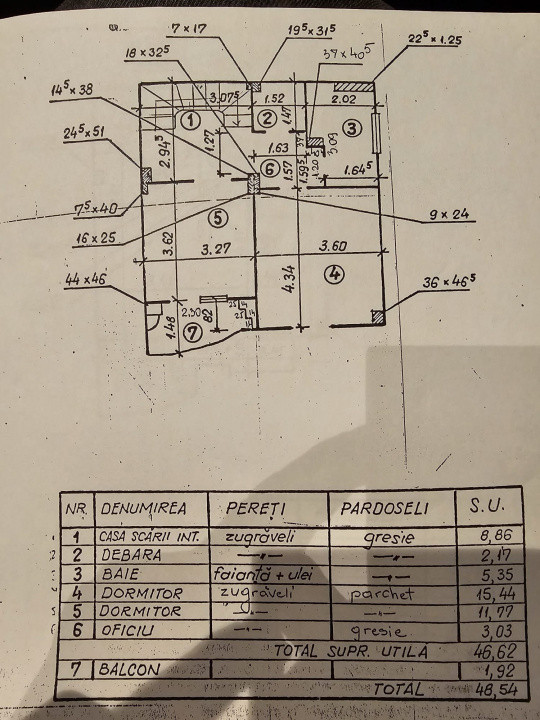 7 x 17
19⁵ x 31⁵
18 x 32⁵
39 x 40⁵
22⁵ x 1.25
14⁵ x 38
3.07⁵
1.52
1.47
2.02
1
2
3
24⁵ x 51
2.94⁵
1.27
1.63
37
3.09
6
1.57
1.59⁵
1.20
1.64⁵
7⁵ x 40
5
9 x 24
16 x 25
3.62
3.27
3.60
4
4.34
44 x 46
36 x 46⁵
2.30
82
1.48
7
25
25
NR. DENUMIREA PEREȚI PARDOSELI S.U.
1 CASA SCĂRII INT. zugrăveli gresie 8,86
2 DEBARA —〃— —〃— 2,17
3 BAIE faianță + ulei —〃— 5,35
4 DORMITOR zugrăveli parchet 15,44
5 DORMITOR —〃— —〃— 11,77
6 OFICIU —〃— gresie 3,03
TOTAL SUPR. UTILĂ 46,62
7 BALCON 1,92
TOTAL 48,54